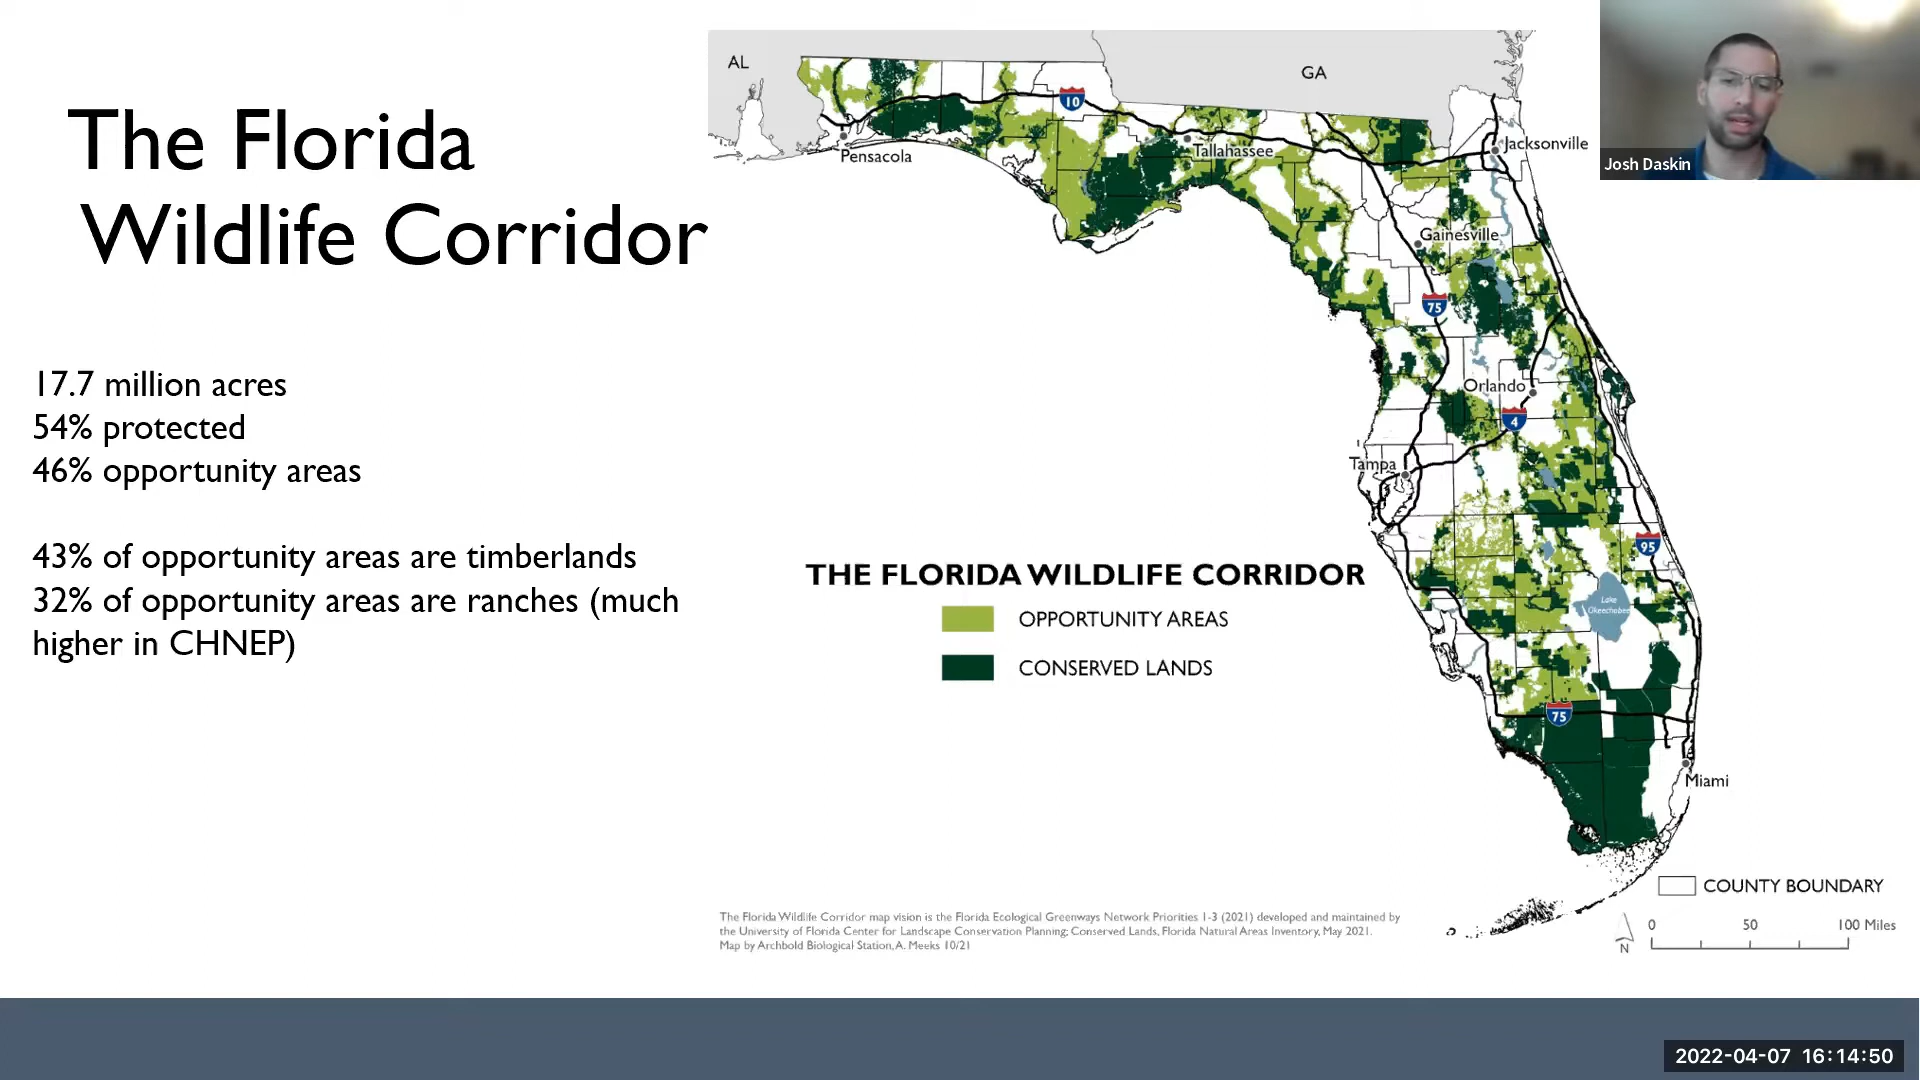 The Florida
Wildlife Corridor
17.7 million acres
54% protected
46% opportunity areas
43% of opportunity areas are timberlands
32% of opportunity areas are ranches (much
higher in CHNEP)
AL
GA
10
Pensacola
Tallahassee
Jacksonville
Gainesville
75
Orlando
4
Tampa
95
Lake
Okeechobee
75
Miami
THE FLORIDA WILDLIFE CORRIDOR
OPPORTUNITY AREAS
CONSERVED LANDS
COUNTY BOUNDARY
0 50 100 Miles
N
The Florida Wildlife Corridor map vision is the Florida Ecological Greenways Network Priorities 1-3 (2021) developed and maintained by
the University of Florida Center for Landscape Conservation Planning; Conserved Lands, Florida Natural Areas Inventory, May 2021.
Map by Archbold Biological Station, A. Meeks 10/21
Josh Daskin
2022-04-07 16:14:50